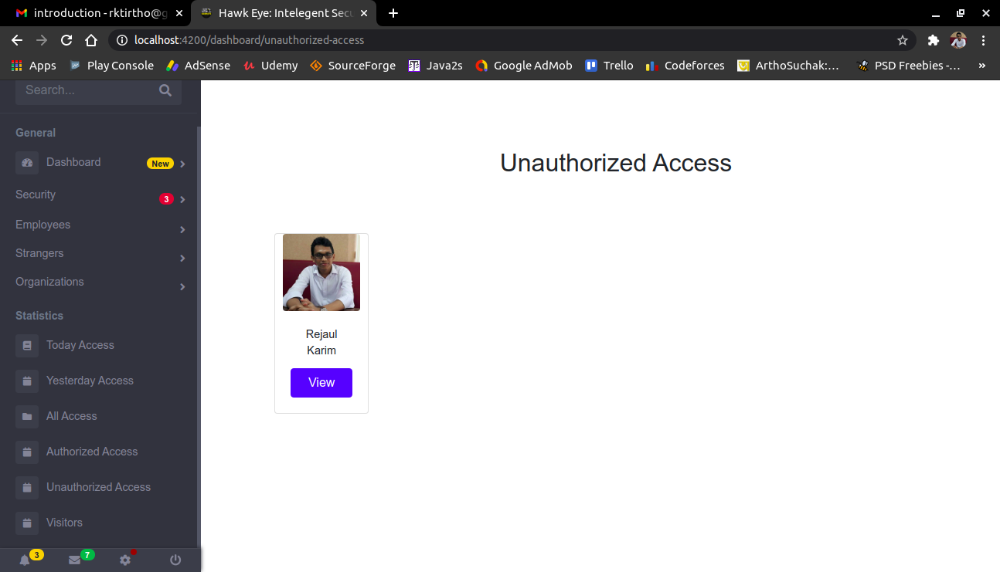 introduction - rktirtho@g
Hawk Eye: Intelegent Secu
localhost:4200/dashboard/unauthorized-access
Apps
Play Console
AdSense
Udemy
SourceForge
Java2s
Google AdMob
Trello
Codeforces
ArthoSuchak:...
PSD Freebies -...
»
Search...
General
Dashboard
New
Security
3
Employees
Strangers
Organizations
Statistics
Today Access
Yesterday Access
All Access
Authorized Access
Unauthorized Access
Visitors
3
7
Unauthorized Access
Rejaul
Karim
View